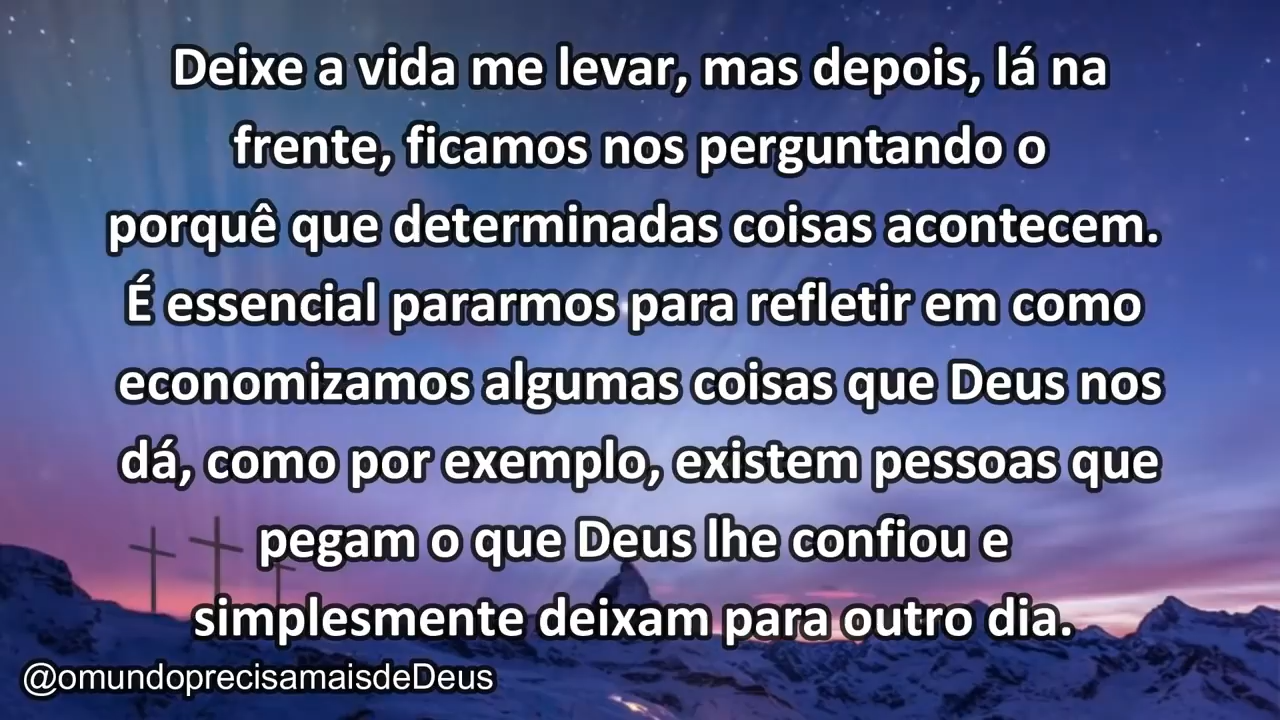 Deixe a vida me levar, mas depois, lá na
frente, ficamos nos perguntando o
porquê que determinadas coisas acontecem.
É essencial pararmos para refletir em como
economizamos algumas coisas que Deus nos
dá, como por exemplo, existem pessoas que
pegam o que Deus lhe confiou e
simplesmente deixam para outro dia.
@omundoprecisamaisdeDeus